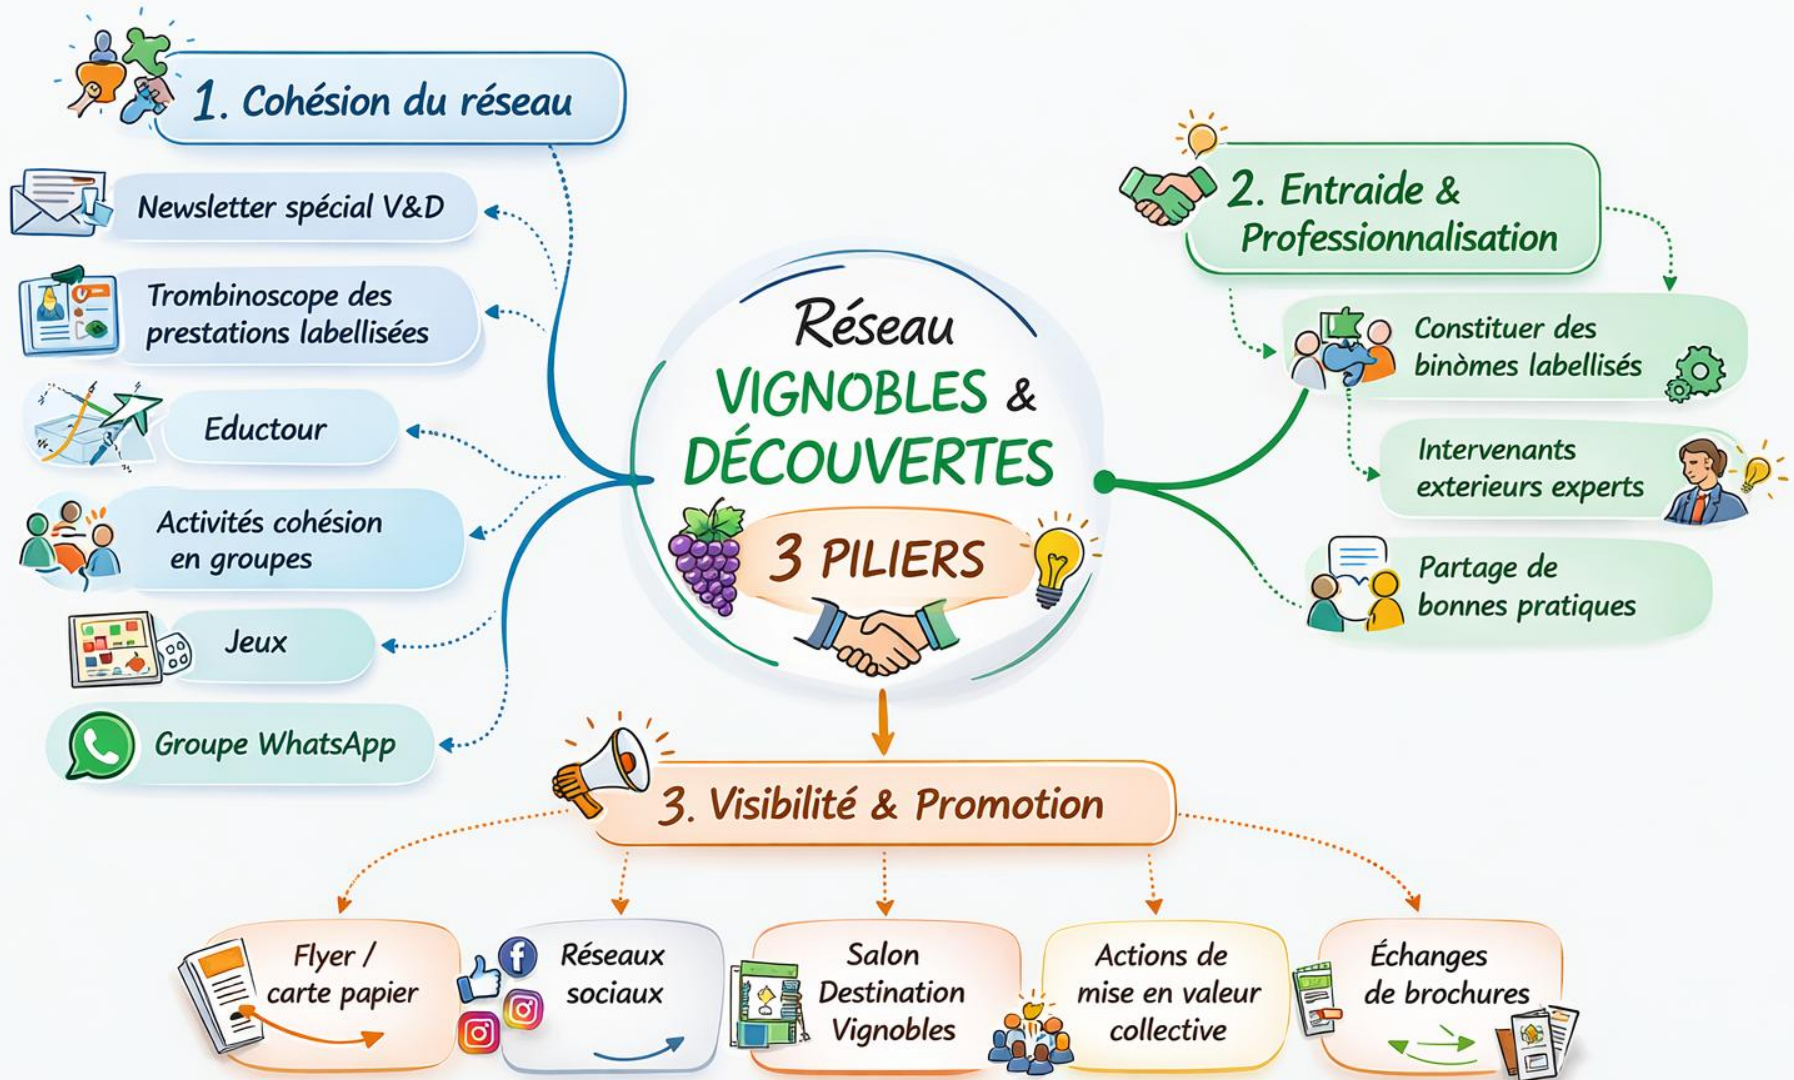 1. Cohésion du réseau
Newsletter spécial V&D
Trombinoscope des
prestations labellisées
Eductour
Activités cohésion
en groupes
Jeux
Groupe WhatsApp
Réseau
VIGNOBLES &
DÉCOUVERTES
3 PILIERS
2. Entraide &
Professionnalisation
Constituer des
binômes labellisés
Intervenants
exterieurs experts
Partage de
bonnes pratiques
3. Visibilité & Promotion
Flyer /
carte papier
Réseaux
sociaux
Salon
Destination
Vignobles
Actions de
mise en valeur
collective
Échanges
de brochures